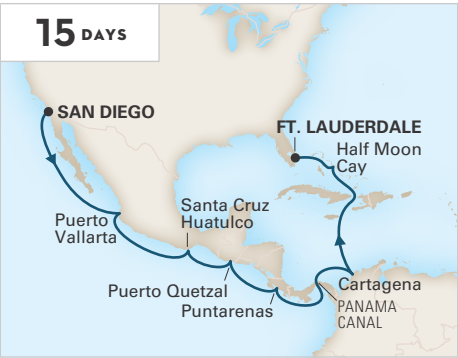 15 DAYS
SAN DIEGO
FT. LAUDERDALE
Half Moon
Cay
Santa Cruz
Huatulco
Puerto
Vallarta
Puerto Quetzal
Puntarenas
Cartagena
PANAMA
CANAL